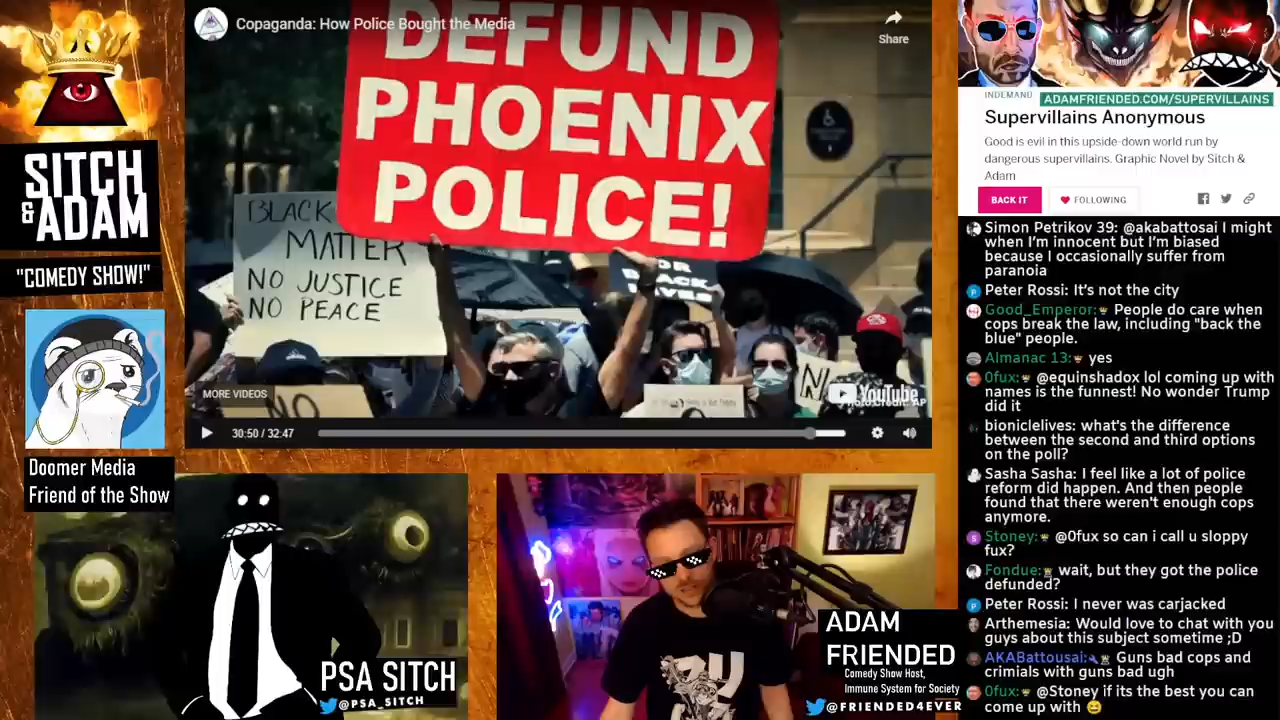 Copaganda: How Police Bought the Media
Share
DEFUND
PHOENIX
POLICE!
BLACK
MATTER
NO JUSTICE
NO PEACE
BLACK
LIVES
NO
MORE VIDEOS
YouTube
30:50 / 32:47
SITCH
& ADAM
"COMEDY SHOW!"
Doomer Media
Friend of the Show
PSA SITCH
@PSA_SITCH
ADAM
FRIENDED
Comedy Show Host,
Immune System for Society
@FRIENDED4EVER
INDEMAND
ADAMFRIENDED.COM/SUPERVILLAINS
Supervillains Anonymous
Good is evil in this upside-down world run by
dangerous supervillains. Graphic Novel by Sitch &
Adam
BACK IT
FOLLOWING
Simon Petrikov 39: @akabattosai I might
when I'm innocent but I'm biased
because I occasionally suffer from
paranoia
Peter Rossi: It's not the city
Good_Emperor: People do care when
cops break the law, including "back the
blue" people.
Almanac 13: yes
0fux: @equinshadox lol coming up with
names is the funnest! No wonder Trump
did it
bioniclelives: what's the difference
between the second and third options
on the poll?
Sasha Sasha: I feel like a lot of police
reform did happen. And then people
found that there weren't enough cops
anymore.
Stoney: @0fux so can i call u sloppy
fux?
Fondue: wait, but they got the police
defunded?
Peter Rossi: I never was carjacked
Arthemesia: Would love to chat with you
guys about this subject sometime ;D
AKABattousai: Guns bad cops and
crimials with guns bad ugh
0fux: @Stoney if its the best you can
come up with